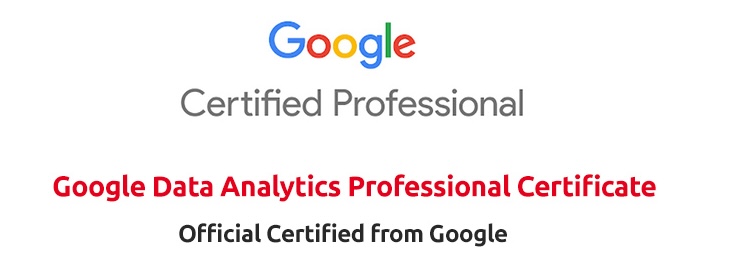 Google
Certified Professional
Google Data Analytics Professional Certificate
Official Certified from Google